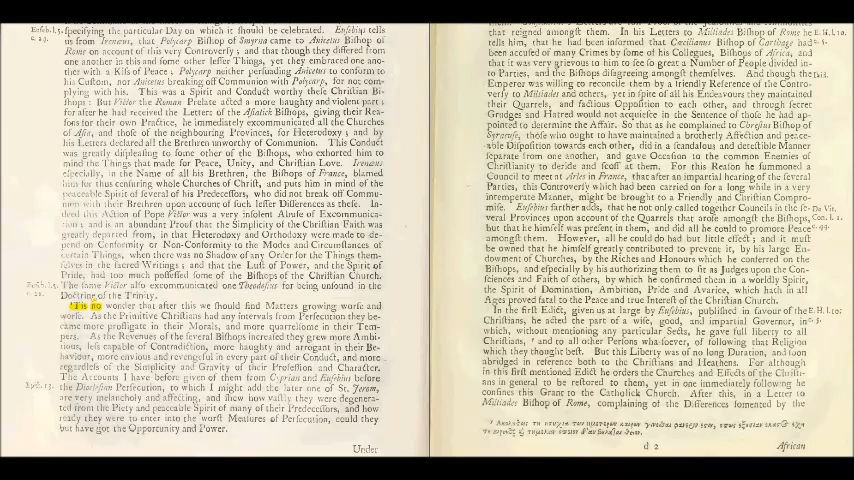 Euseb. l. 5.
c. 24.
specifying the particular Day on which it should be celebrated. Eusebius tells
us from Irenæus, that Polycarp Bishop of Smyrna came to Anicetus Bishop of
Rome on account of this very Controversy; and that though they differed from
one another in this and some other lesser Things, yet they embraced one ano-
ther with a Kiss of Peace; Polycarp neither persuading Anicetus to conform to
his Custom, nor Anicetus breaking off Communion with Polycarp, for not com-
plying with his. This was a Spirit and Conduct worthy these Christian Bi-
shops: But Victor the Roman Prelate acted a more haughty and violent part;
for after he had received the Letters of the Asiatick Bishops, giving their Rea-
sons for their own Practice, he immediately excommunicated all the Churches
of Asia, and those of the neighbouring Provinces, for Heterodoxy; and by
his Letters declared all the Brethren unworthy of Communion. This Conduct
was greatly displeasing to some other of the Bishops, who exhorted him to
mind the Things that made for Peace, Unity, and Christian Love. Irenæus
especially, in the Name of all his Brethren, the Bishops of France, blamed
him for thus censuring whole Churches of Christ, and puts him in mind of the
peaceable Spirit of several of his Predecessors, who did not break off Commu-
nion with their Brethren upon account of such lesser Differences as these. In-
deed this Action of Pope Victor was a very insolent Abuse of Excommunica-
tion; and is an abundant Proof that the Simplicity of the Christian Faith was
greatly departed from, in that Heterodoxy and Orthodoxy were made to de-
pend on Conformity or Non-Conformity to the Modes and Circumstances of
certain Things, when there was no Shadow of any Order for the Things them-
selves in the sacred Writings; and that the Lust of Power, and the Spirit of
Pride, had too much possessed some of the Bishops of the Christian Church.
The same Victor also excommunicated one Theodosius for being unsound in the
Doctrine of the Trinity.
'Tis no wonder that after this we should find Matters growing worse and
worse. As the Primitive Christians had any intervals from Persecution they be-
came more profligate in their Morals, and more quarrelsome in their Tem-
pers. As the Revenues of the several Bishops increased they grew more Ambi-
tious, less capable of Contradiction, more haughty and arrogant in their Be-
haviour, more envious and revengeful in every part of their Conduct, and more
regardless of the Simplicity and Gravity of their Profession and Character.
The Accounts I have before given of them from Cyprian and Eusebius before
the Dioclesian Persecution, to which I might add the later one of St. Jerom,
are very melancholy and affecting, and shew how vastly they were degenera-
ted from the Piety and peaceable Spirit of many of their Predecessors, and how
ready they were to enter into the worst Measures of Persecution, could they
but have got the Opportunity and Power.
Epist. 13.
Under
that reigned amongst them. In his Letters to Miltiades Bishop of Rome he
tells him, that he had been informed that Cæcilianus Bishop of Carthage had
been accused of many Crimes by some of his Collegues, Bishops of Africa, and
that it was very grievous to him to see so great a Number of People divided in-
to Parties, and the Bishops disagreeing amongst themselves. And though the
Emperor was willing to reconcile them by a friendly Reference of the Contro-
versy to Miltiades and others, yet in spite of all his Endeavours they maintained
their Quarrels, and factious Opposition to each other, and through secret
Grudges and Hatred would not acquiesce in the Sentence of those he had ap-
pointed to determine the Affair. So that as he complained to Chrestus Bishop of
Syracuse, those who ought to have maintained a brotherly Affection and peace-
able Disposition towards each other, did in a scandalous and detestable Manner
separate from one another, and gave Occasion to the common Enemies of
Christianity to deride and scoff at them. For this Reason he summoned a
Council to meet at Arles in France, that after an impartial hearing of the several
Parties, this Controversy which had been carried on for a long while in a very
intemperate Manner, might be brought to a Friendly and Christian Compro-
mise. Eusebius farther adds, that he not only called together Councils in the se-
veral Provinces upon account of the Quarrels that arose amongst the Bishops,
but that he himself was present in them, and did all he could to promote Peace
amongst them. However, all he could do had but little effect; and it must
be owned that he himself greatly contributed to prevent it, by his large En-
dowment of Churches, by the Riches and Honours which he conferred on the
Bishops, and especially by his authorizing them to sit as Judges upon the Con-
sciences and Faith of others, by which he confirmed them in a worldly Spirit,
the Spirit of Domination, Ambition, Pride and Avarice, which hath in all
Ages proved fatal to the Peace and true Interest of the Christian Church.
In the first Edict, given us at large by Eusebius, published in favour of the
Christians, he acted the part of a wise, good, and impartial Governor, in
which, without mentioning any particular Sects, he gave full liberty to all
Christians, and to all other Persons whatsoever, of following that Religion
which they thought best. But this Liberty was of no long Duration, and soon
abridged in reference both to the Christians and Heathens. For although
in this first mentioned Edict he orders the Churches and Effects of the Christi-
ans in general to be restored to them, yet in one immediately following he
confines this Grant to the Catholick Church. After this, in a Letter to
Miltiades Bishop of Rome, complaining of the Differences fomented by the
E. H. l. 10.
c. 5.
Ibid.
De Vit.
Con. l. 1.
E. H. l. 10.
c. 5.
d 2
African